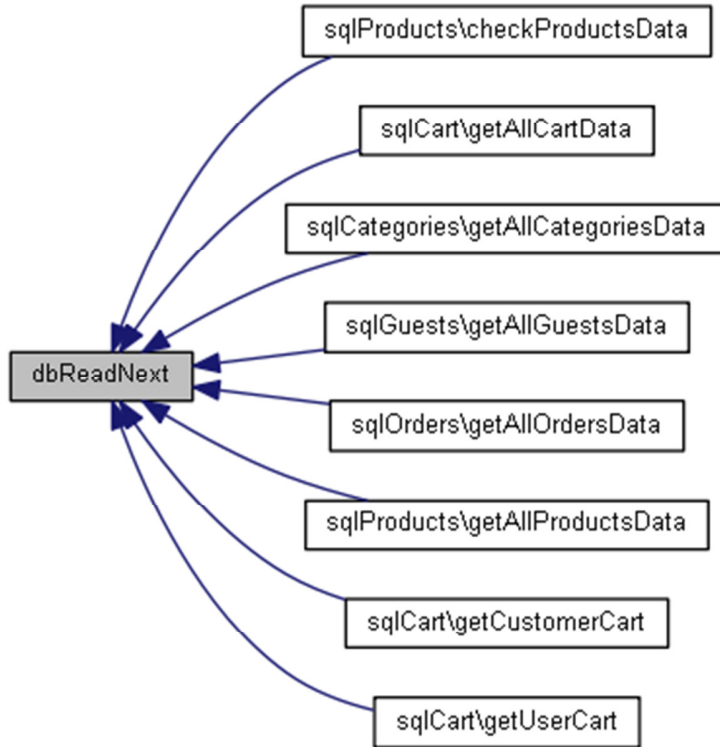 sqlProducts\checkProductsData
sqlCart\getAllCartData
sqlCategories\getAllCategoriesData
sqlGuests\getAllGuestsData
dbReadNext
sqlOrders\getAllOrdersData
sqlProducts\getAllProductsData
sqlCart\getCustomerCart
sqlCart\getUserCart